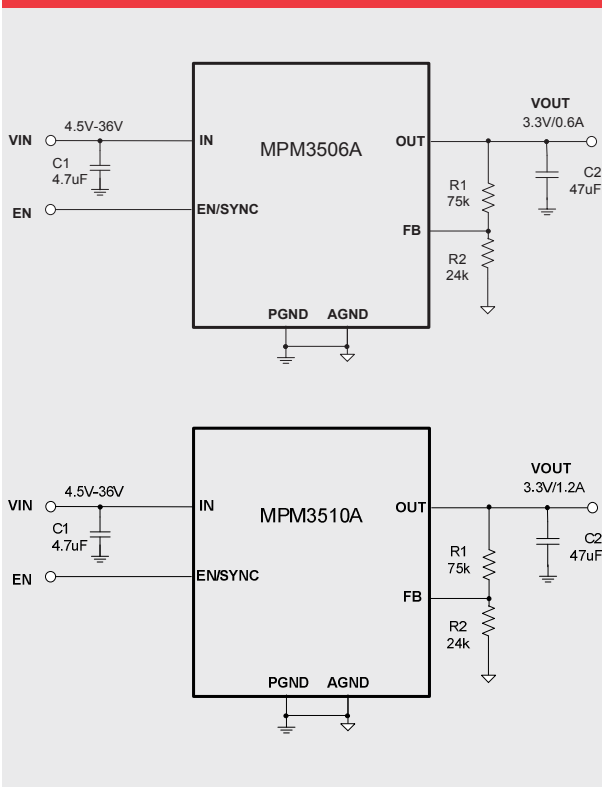 VOUT
4.5V-36V
3.3V/0.6A
VIN
IN
MPM3506A
OUT
C1
4.7uF
C2
47uF
R1
75k
EN
EN/SYNC
FB
R2
24k
PGND AGND
VOUT
4.5V-36V
3.3V/1.2A
VIN
IN
MPM3510A
OUT
C1
4.7uF
C2
47uF
R1
75k
EN
EN/SYNC
FB
R2
24k
PGND AGND